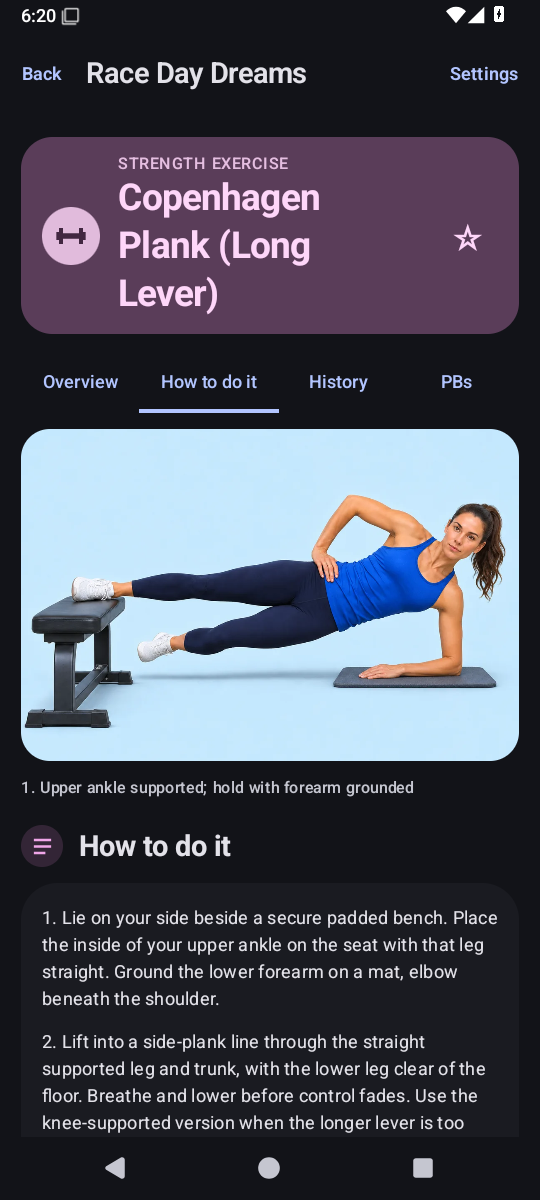 6:20
Back
Race Day Dreams
Settings
STRENGTH EXERCISE
Copenhagen
Plank (Long
Lever)
Overview
How to do it
History
PBs
1. Upper ankle supported; hold with forearm grounded
How to do it
1. Lie on your side beside a secure padded bench. Place
the inside of your upper ankle on the seat with that leg
straight. Ground the lower forearm on a mat, elbow
beneath the shoulder.
2. Lift into a side-plank line through the straight
supported leg and trunk, with the lower leg clear of the
floor. Breathe and lower before control fades. Use the
knee-supported version when the longer lever is too